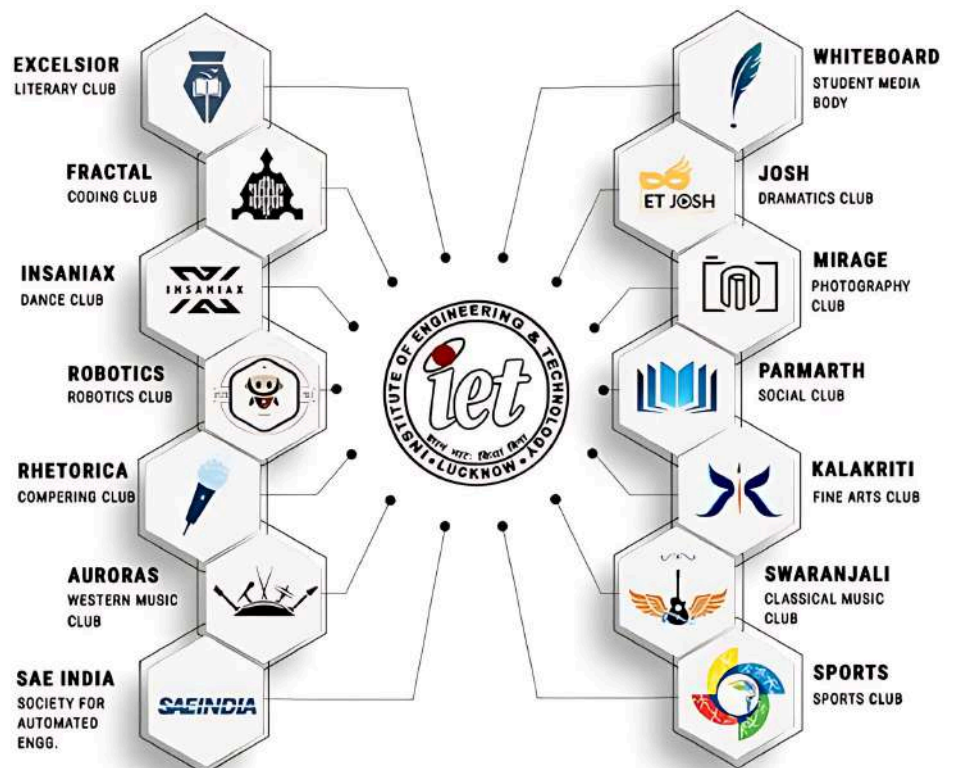 EXCELSIOR
LITERARY CLUB
FRACTAL
CODING CLUB
INSANIAX
DANCE CLUB
INSANIAX
ROBOTICS
ROBOTICS CLUB
RHETORICA
COMPERING CLUB
AURORAS
WESTERN MUSIC
CLUB
SAE INDIA
SOCIETY FOR
AUTOMATED
ENGG.
SAEINDIA
INSTITUTE OF ENGINEERING & TECHNOLOGY
iet
LUCKNOW
WHITEBOARD
STUDENT MEDIA
BODY
JOSH
DRAMATICS CLUB
ET JOSH
MIRAGE
PHOTOGRAPHY
CLUB
PARMARTH
SOCIAL CLUB
KALAKRITI
FINE ARTS CLUB
SWARANJALI
CLASSICAL MUSIC
CLUB
SPORTS
SPORTS CLUB